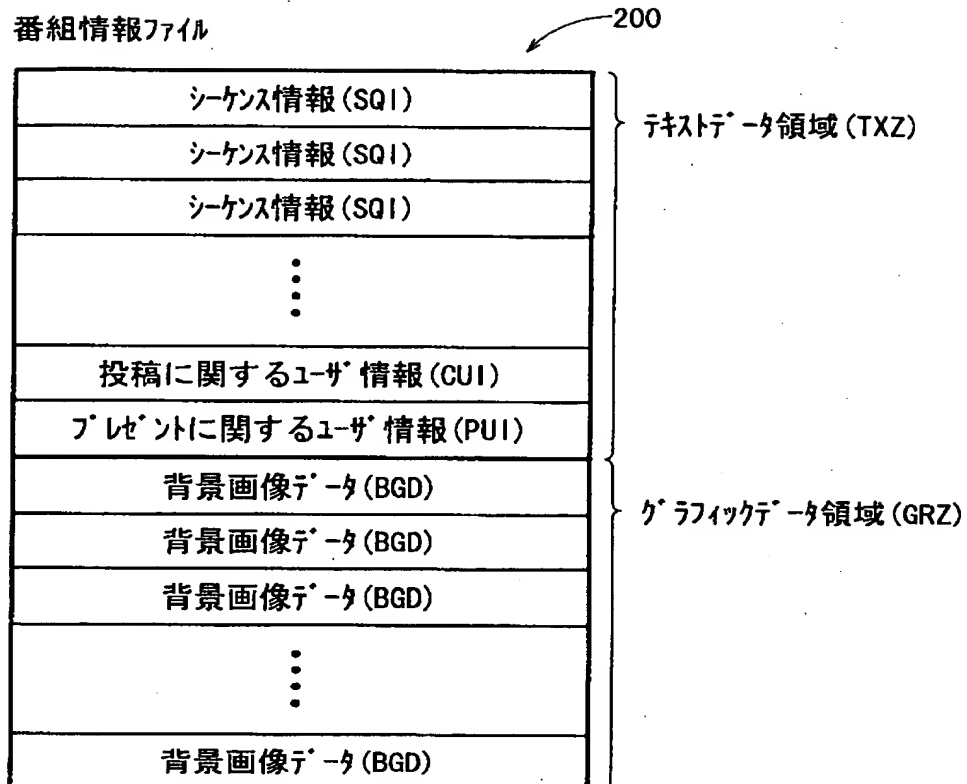 番組情報ファイル
200
シーケンス情報(SQI)
テキストデータ領域(TXZ)
シーケンス情報(SQI)
シーケンス情報(SQI)
投稿に関するユーザ情報(CUI)
プレゼントに関するユーザ情報(PUI)
背景画像データ(BGD)
グラフィックデータ領域(GRZ)
背景画像データ(BGD)
背景画像データ(BGD)
背景画像データ(BGD)